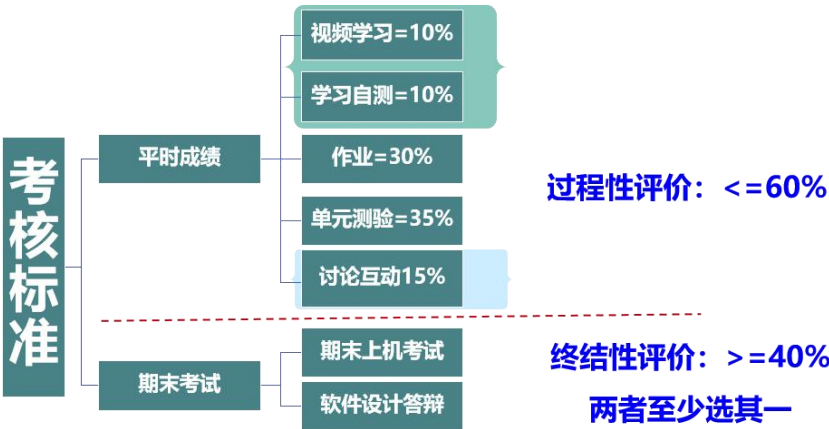 考核标准
平时成绩
视频学习=10%
学习自测=10%
作业=30%
单元测验=35%
讨论互动15%
过程性评价：<=60%
期末考试
期末上机考试
软件设计答辩
终结性评价：>=40%
两者至少选其一